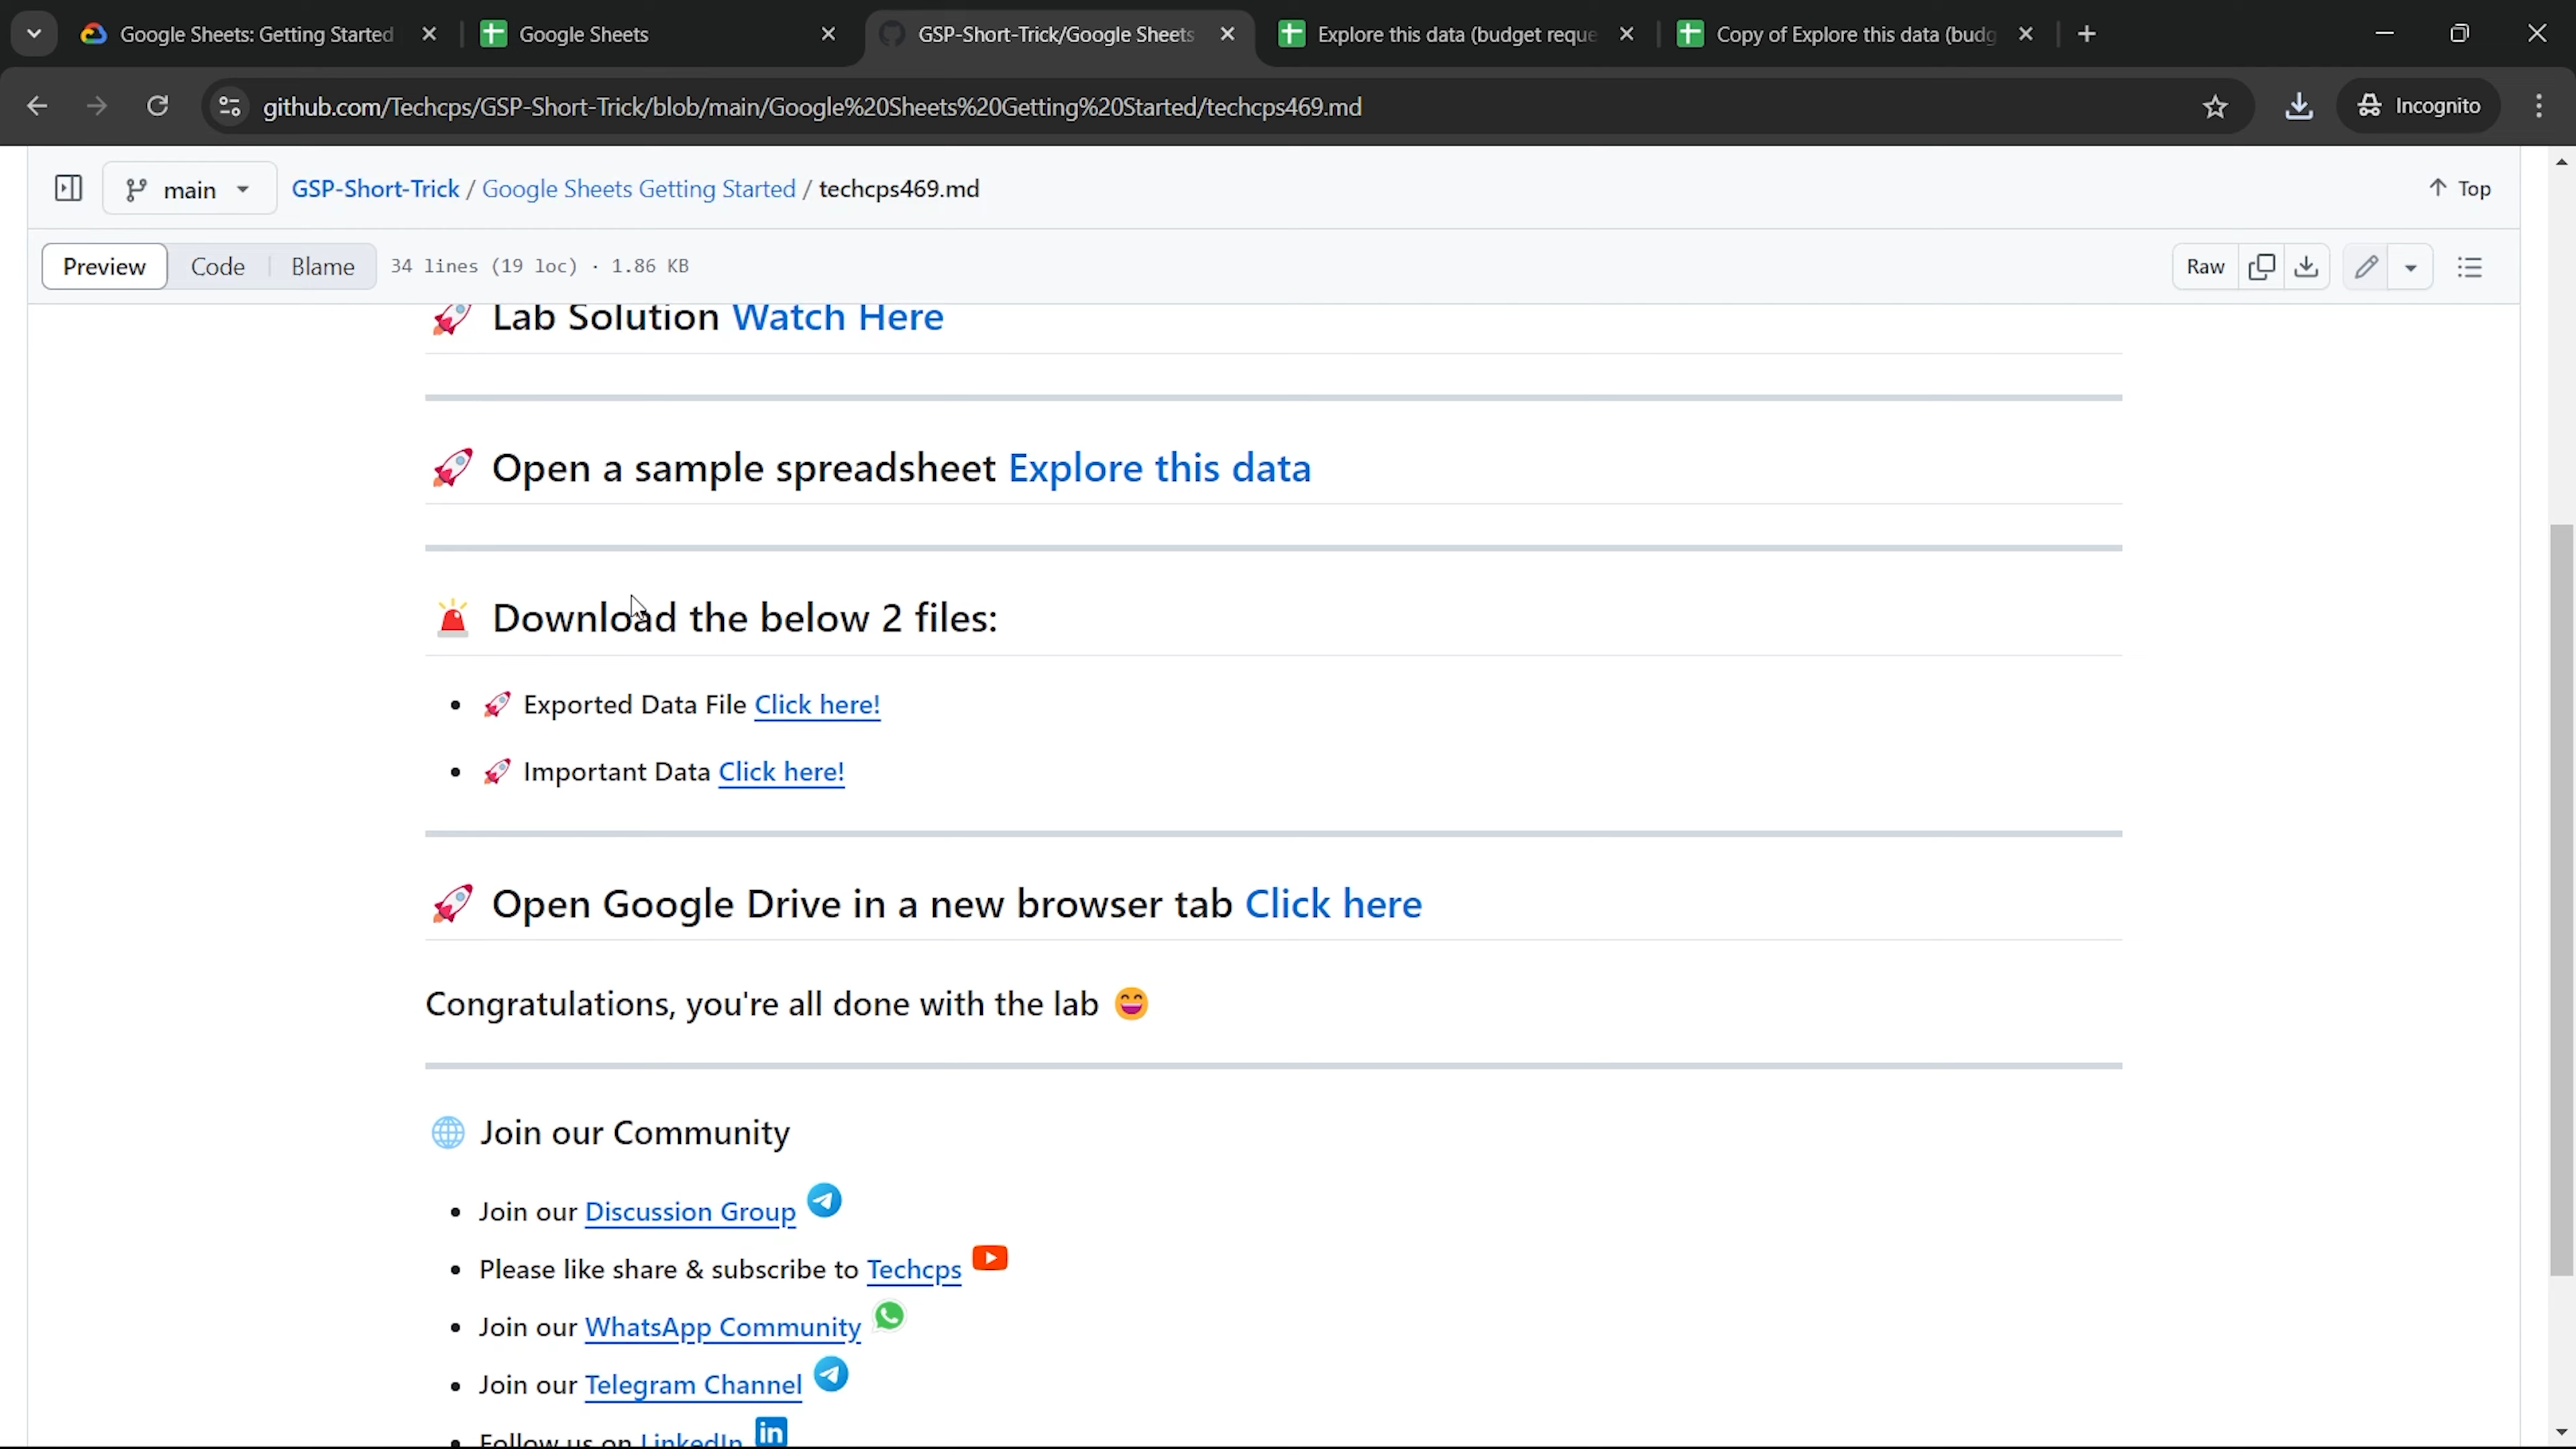 Google Sheets: Getting Started
Google Sheets
GSP-Short-Trick/Google Sheets
Explore this data (budget reque
Copy of Explore this data (budg
github.com/Techcps/GSP-Short-Trick/blob/main/Google%20Sheets%20Getting%20Started/techcps469.md
Incognito
main
GSP-Short-Trick / Google Sheets Getting Started / techcps469.md
Top
Preview
Code
Blame
34 lines (19 loc) · 1.86 KB
Raw
🚀 Lab Solution Watch Here
🚀 Open a sample spreadsheet Explore this data
🚨 Download the below 2 files:
• 🚀 Exported Data File Click here!
• 🚀 Important Data Click here!
🚀 Open Google Drive in a new browser tab Click here
Congratulations, you're all done with the lab 😄
🌐 Join our Community
• Join our Discussion Group
• Please like share & subscribe to Techcps
• Join our WhatsApp Community
• Join our Telegram Channel
• Follow us on LinkedIn